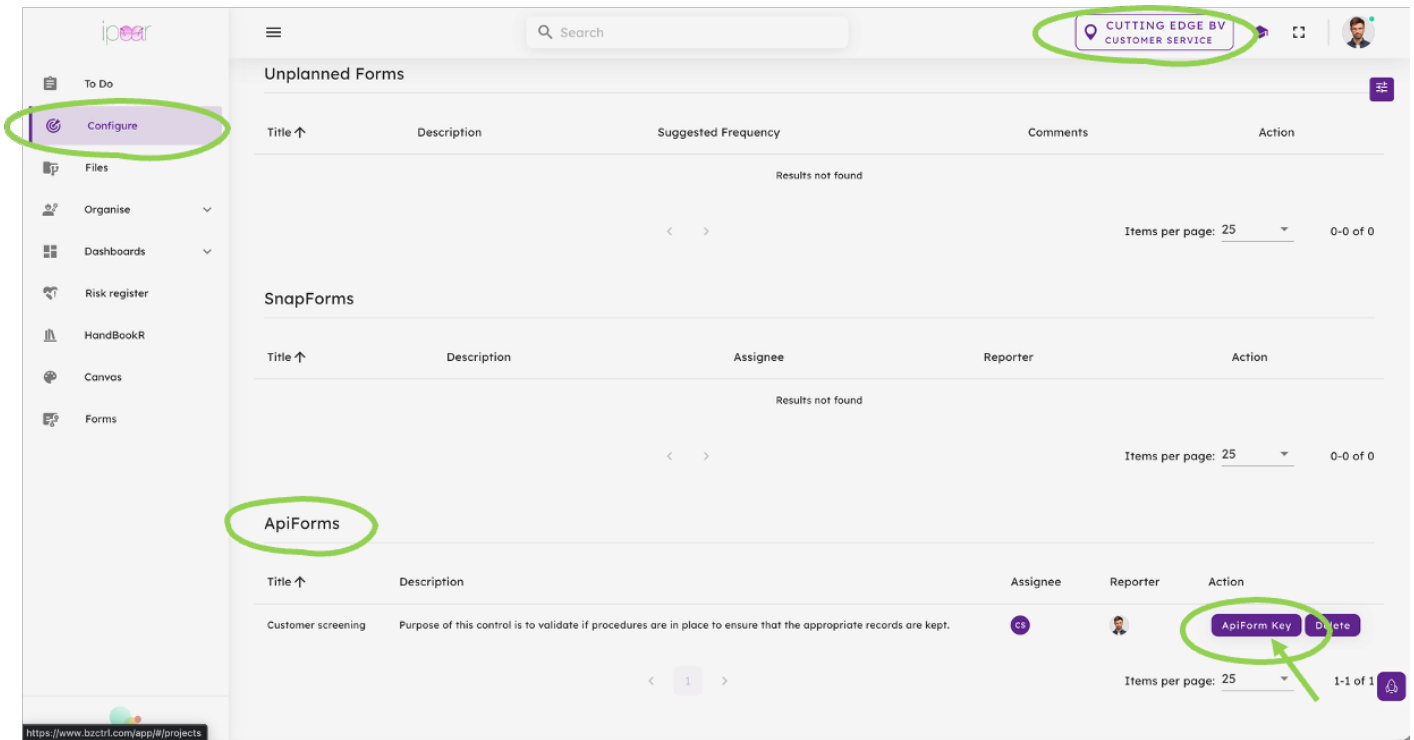 ipear
Search
CUTTING EDGE BV
CUSTOMER SERVICE
To Do
Configure
Files
Organise
Dashboards
Risk register
HandBookR
Canvas
Forms
Unplanned Forms
Title Description Suggested Frequency Comments Action
Results not found
Items per page: 25 0-0 of 0
SnapForms
Title Description Assignee Reporter Action
Results not found
Items per page: 25 0-0 of 0
ApiForms
Title Description Assignee Reporter Action
Customer screening Purpose of this control is to validate if procedures are in place to ensure that the appropriate records are kept. CS ApiForm Key Delete
1 Items per page: 25 1-1 of 1
https://www.bzctrl.com/app/#/projects